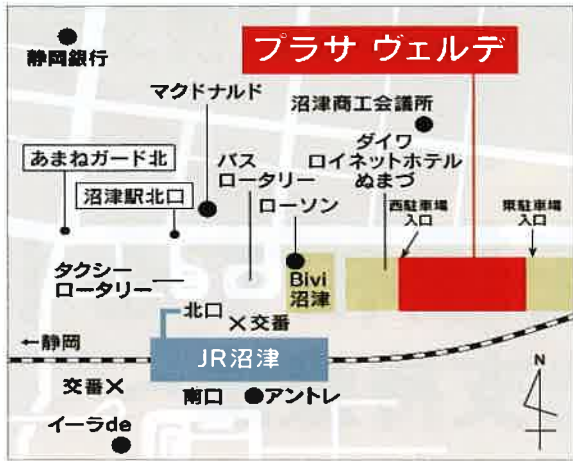 プラサ ヴェルデ
静岡銀行
マクドナルド
沼津商工会議所
ダイワ
ロイネットホテル
ぬまづ
あまねガード北
沼津駅北口
バス
ロータリー
ローソン
西駐車場
入口
東駐車場
入口
タクシー
ロータリー
Bivi
沼津
北口
×交番
←静岡
JR沼津
N
交番×
南口
アントレ
イーラde